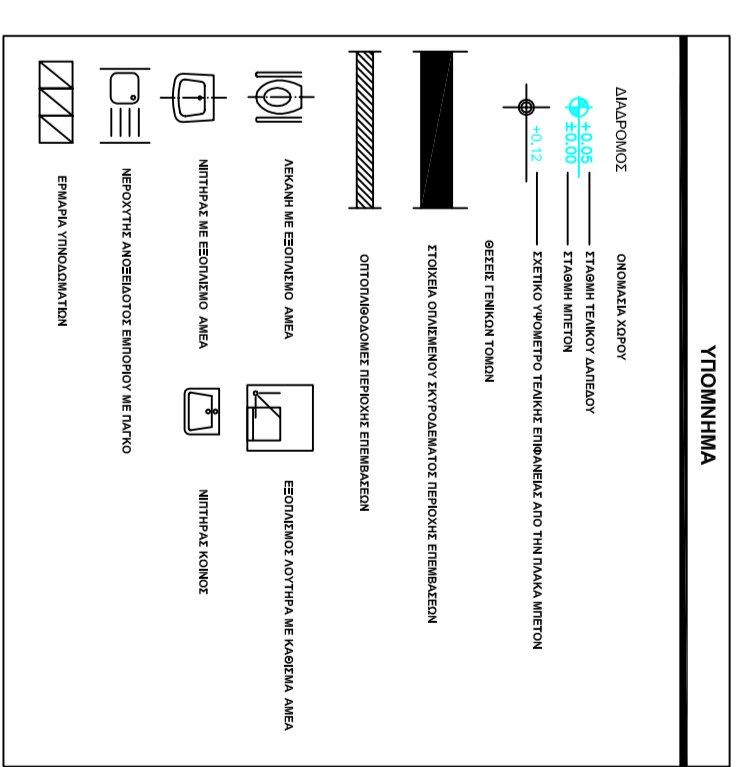 ΥΠΟΜΝΗΜΑ
ΔΙΑΔΡΟΜΟΣ
ΟΝΟΜΑΣΙΑ ΧΩΡΟΥ
+0.05 ΣΤΑΘΜΗ ΤΕΛΙΚΟΥ ΔΑΠΕΔΟΥ
±0.00 ΣΤΑΘΜΗ ΜΠΕΤΟΝ
+0.12 ΣΧΕΤΙΚΟ ΥΨΟΜΕΤΡΟ ΤΕΛΙΚΗΣ ΕΠΙΦΑΝΕΙΑΣ ΑΠΟ ΤΗΝ ΠΛΑΚΑ ΜΠΕΤΟΝ
ΘΕΣΕΙΣ ΓΕΝΙΚΩΝ ΤΟΜΩΝ
ΣΤΟΙΧΕΙΑ ΟΠΛΙΣΜΕΝΟΥ ΣΚΥΡΟΔΕΜΑΤΟΣ ΠΕΡΙΟΧΗΣ ΕΠΕΜΒΑΣΕΩΝ
ΟΠΤΟΠΛΙΘΟΔΟΜΕΣ ΠΕΡΙΟΧΗΣ ΕΠΕΜΒΑΣΕΩΝ
ΛΕΚΑΝΗ ΜΕ ΕΞΟΠΛΙΣΜΟ ΑΜΕΑ
ΕΞΟΠΛΙΣΜΟΣ ΛΟΥΤΗΡΑ ΜΕ ΚΑΘΙΣΜΑ ΑΜΕΑ
ΝΙΠΤΗΡΑΣ ΜΕ ΕΞΟΠΛΙΣΜΟ ΑΜΕΑ
ΝΙΠΤΗΡΑΣ ΚΟΙΝΟΣ
ΝΕΡΟΧΥΤΗΣ ΑΝΟΞΕΙΔΟΤΟΣ ΕΜΠΟΡΙΟΥ ΜΕ ΠΑΓΚΟ
ΕΡΜΑΡΙΑ ΥΠΝΟΔΩΜΑΤΙΩΝ